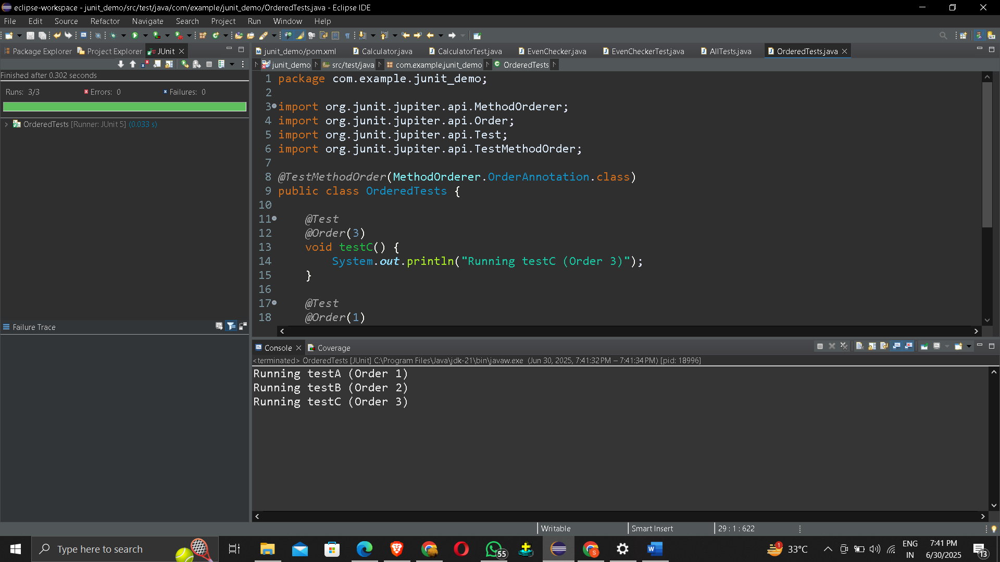 eclipse-workspace - junit_demo/src/test/java/com/example/junit_demo/OrderedTests.java - Eclipse IDE
File Edit Source Refactor Navigate Search Project Run Window Help
Package Explorer Project Explorer JUnit
Finished after 0.302 seconds
Runs: 3/3 Errors: 0 Failures: 0
OrderedTests [Runner: JUnit 5] (0.033 s)
Failure Trace
junit_demo/pom.xml Calculator.java CalculatorTest.java EvenChecker.java EvenCheckerTest.java AllTests.java OrderedTests.java
junit_demo src/test/java com.example.junit_demo OrderedTests
1 package com.example.junit_demo;
2
3 import org.junit.jupiter.api.MethodOrderer;
4 import org.junit.jupiter.api.Order;
5 import org.junit.jupiter.api.Test;
6 import org.junit.jupiter.api.TestMethodOrder;
7
8 @TestMethodOrder(MethodOrderer.OrderAnnotation.class)
9 public class OrderedTests {
10
11 @Test
12 @Order(3)
13 void testC() {
14 System.out.println("Running testC (Order 3)");
15 }
16
17 @Test
18 @Order(1)
Console Coverage
<terminated> OrderedTests [JUnit] C:\Program Files\Java\jdk-21\bin\javaw.exe (Jun 30, 2025, 7:41:32 PM – 7:41:34 PM) [pid: 18996]
Running testA (Order 1)
Running testB (Order 2)
Running testC (Order 3)
Writable Smart Insert 29 : 1 : 622
Type here to search
55
1
33°C
ENG
IN
7:41 PM
6/30/2025
13